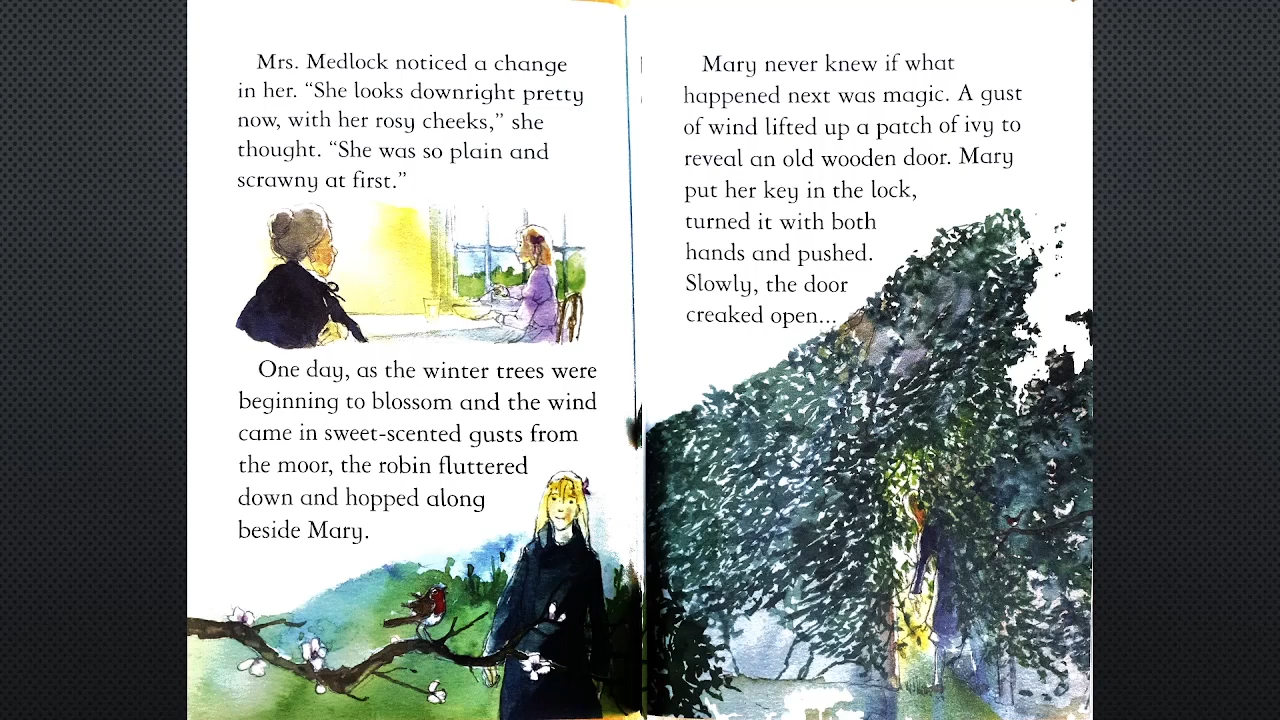 Mrs. Medlock noticed a change
in her. “She looks downright pretty
now, with her rosy cheeks,” she
thought. “She was so plain and
scrawny at first.”
One day, as the winter trees were
beginning to blossom and the wind
came in sweet-scented gusts from
the moor, the robin fluttered
down and hopped along
beside Mary.
Mary never knew if what
happened next was magic. A gust
of wind lifted up a patch of ivy to
reveal an old wooden door. Mary
put her key in the lock,
turned it with both
hands and pushed.
Slowly, the door
creaked open...